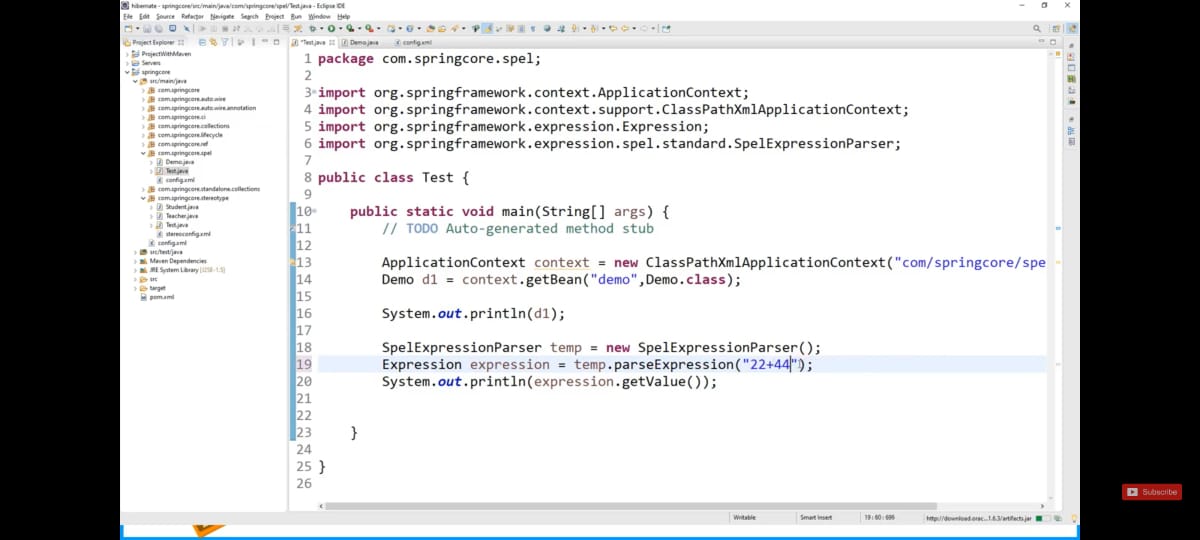 hibernate - springcore/src/main/java/com/springcore/spel/Test.java - Eclipse IDE
File Edit Source Refactor Navigate Search Project Run Window Help
Project Explorer
*Test.java Demo.java config.xml
ProjectWithMaven
Servers
springcore
src/main/java
com.springcore
com.springcore.auto.wire
com.springcore.auto.wire.annotation
com.springcore.ci
com.springcore.collections
com.springcore.lifecycle
com.springcore.ref
com.springcore.spel
Demo.java
Test.java
config.xml
com.springcore.standalone.collections
com.springcore.stereotype
Student.java
Teacher.java
Test.java
stereoconfig.xml
config.xml
src/test/java
Maven Dependencies
JRE System Library [J2SE-1.5]
src
target
pom.xml
1 package com.springcore.spel;
2
3 import org.springframework.context.ApplicationContext;
4 import org.springframework.context.support.ClassPathXmlApplicationContext;
5 import org.springframework.expression.Expression;
6 import org.springframework.expression.spel.standard.SpelExpressionParser;
7
8 public class Test {
9
10 public static void main(String[] args) {
11 // TODO Auto-generated method stub
12
13 ApplicationContext context = new ClassPathXmlApplicationContext("com/springcore/spe
14 Demo d1 = context.getBean("demo",Demo.class);
15
16 System.out.println(d1);
17
18 SpelExpressionParser temp = new SpelExpressionParser();
19 Expression expression = temp.parseExpression("22+44");
20 System.out.println(expression.getValue());
21
22
23 }
24
25 }
26
Writable Smart Insert 19 : 60 : 696 http://download.orac...1.6.3/artifacts.jar
Subscribe